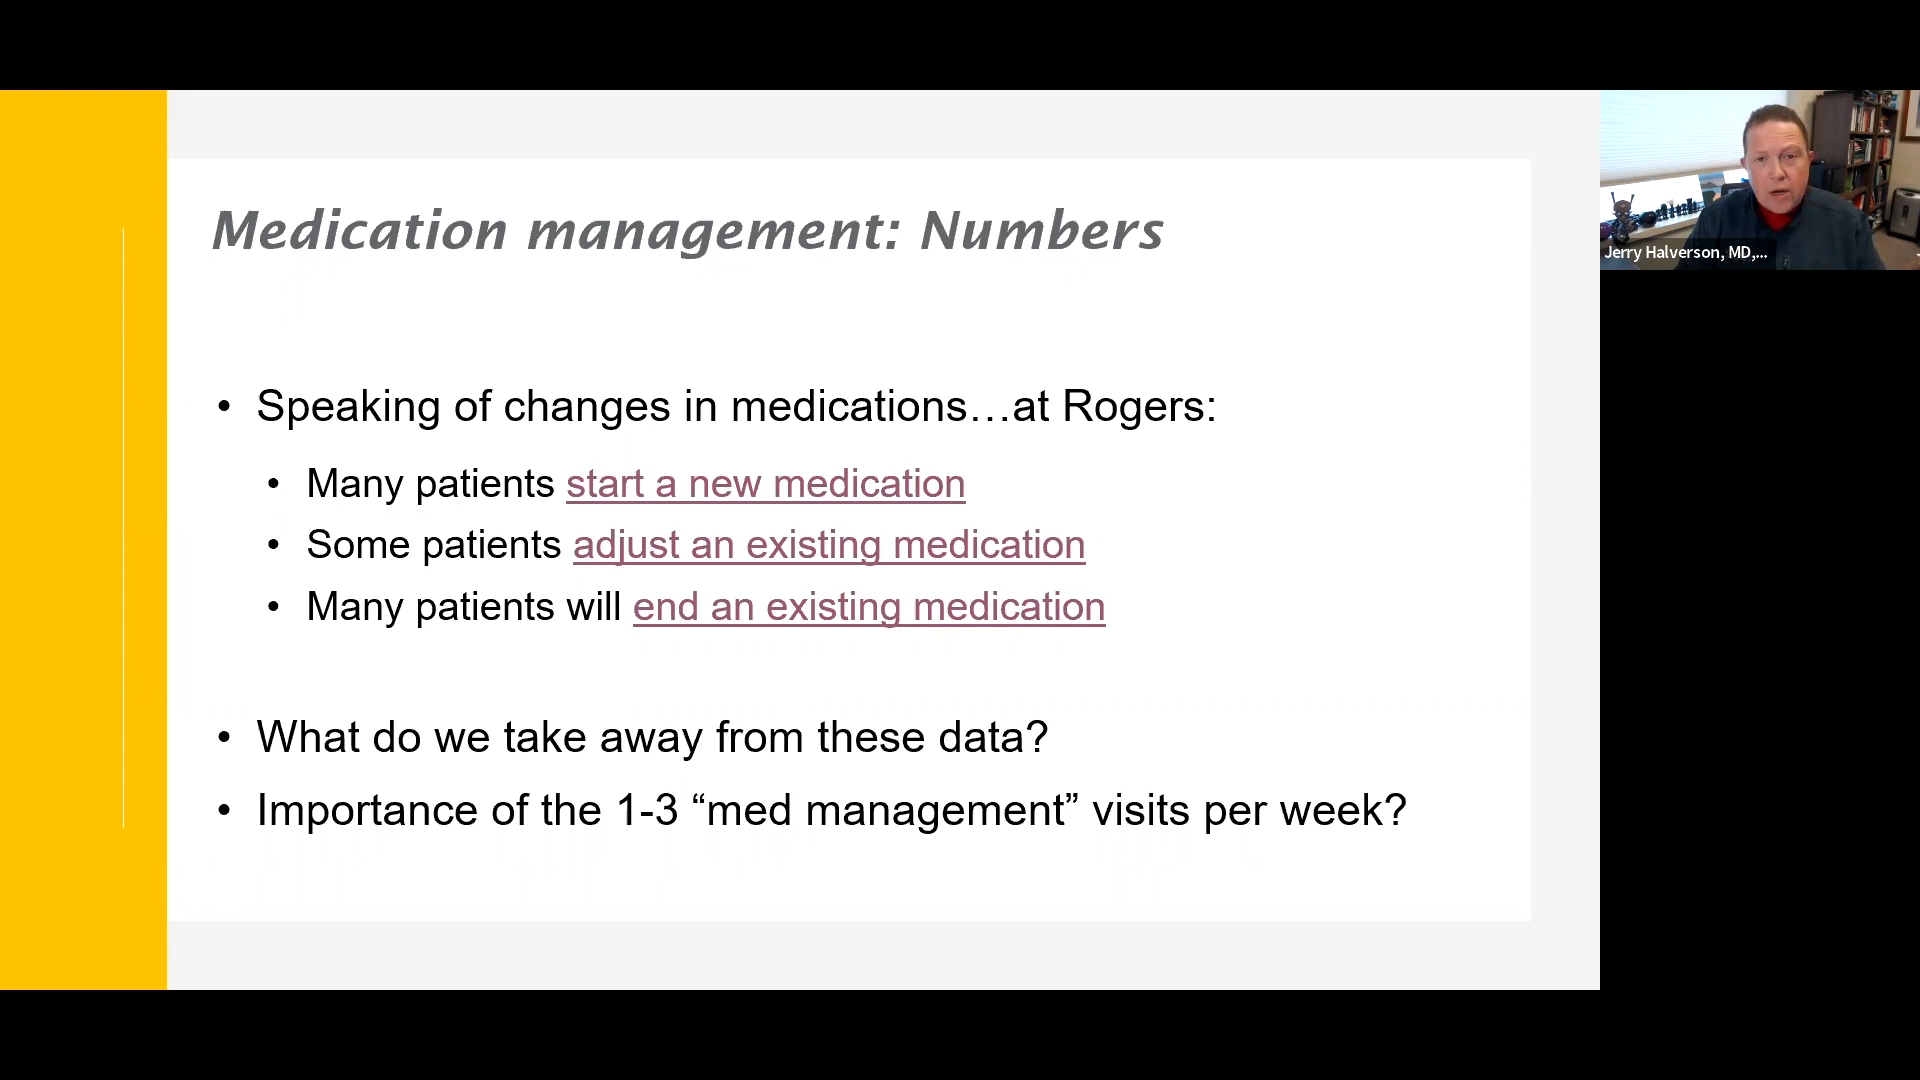 Medication management: Numbers
• Speaking of changes in medications…at Rogers:
• Many patients start a new medication
• Some patients adjust an existing medication
• Many patients will end an existing medication
• What do we take away from these data?
• Importance of the 1-3 “med management” visits per week?
Jerry Halverson, MD,...